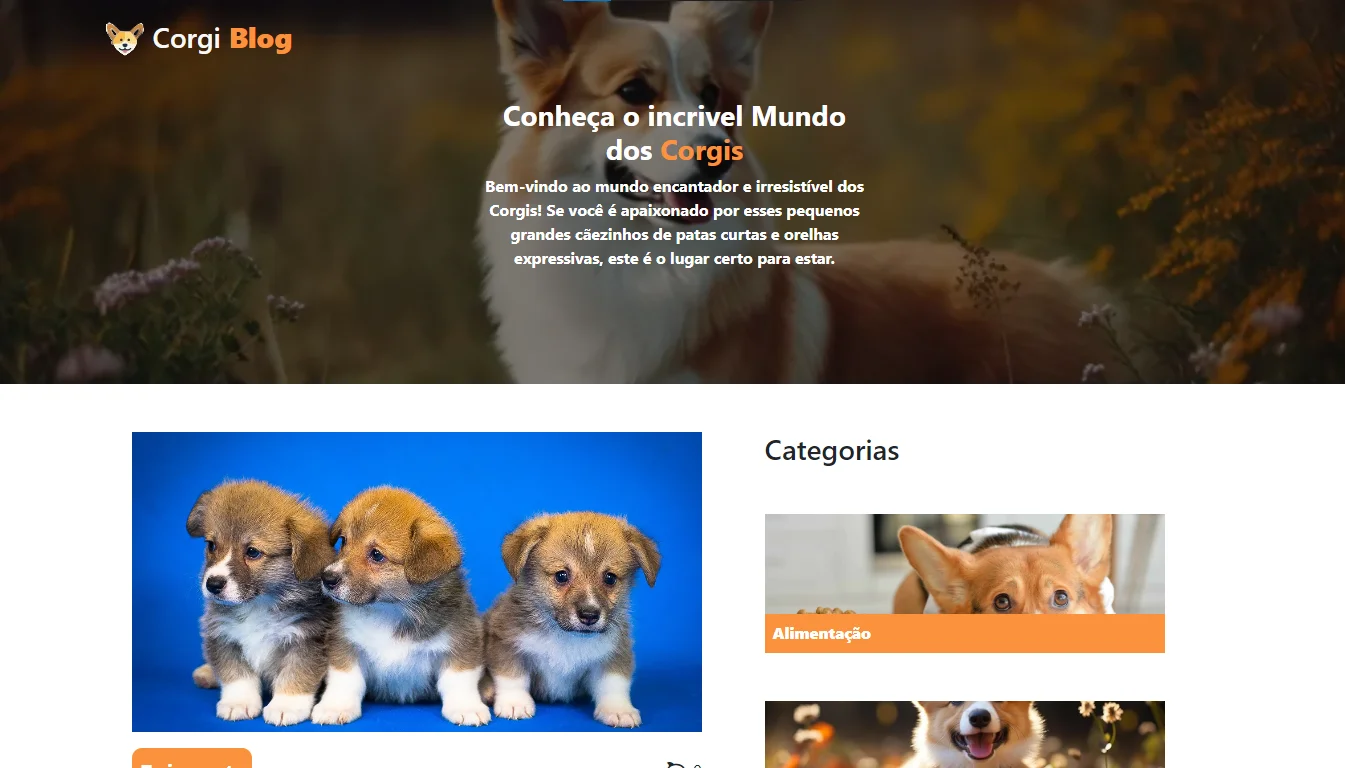 Corgi Blog
Conheça o incrivel Mundo
dos Corgis
Bem-vindo ao mundo encantador e irresistível dos
Corgis! Se você é apaixonado por esses pequenos
grandes cãezinhos de patas curtas e orelhas
expressivas, este é o lugar certo para estar.
Categorias
Alimentação